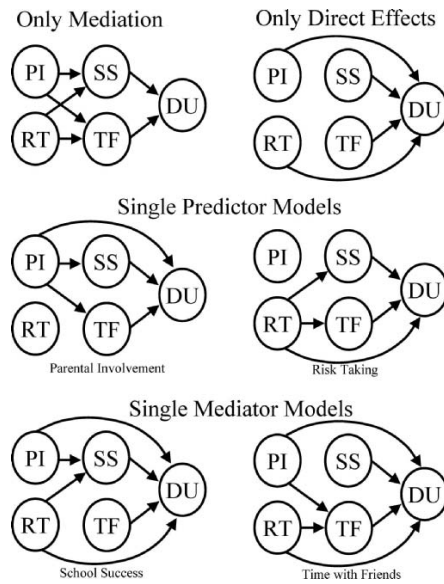 Only Mediation
Only Direct Effects
PI SS
DU
RT TF
PI SS
DU
RT TF
Single Predictor Models
PI SS
DU
RT TF
Parental Involvement
PI SS
DU
RT TF
Risk Taking
Single Mediator Models
PI SS
DU
RT TF
School Success
PI SS
DU
RT TF
Time with Friends